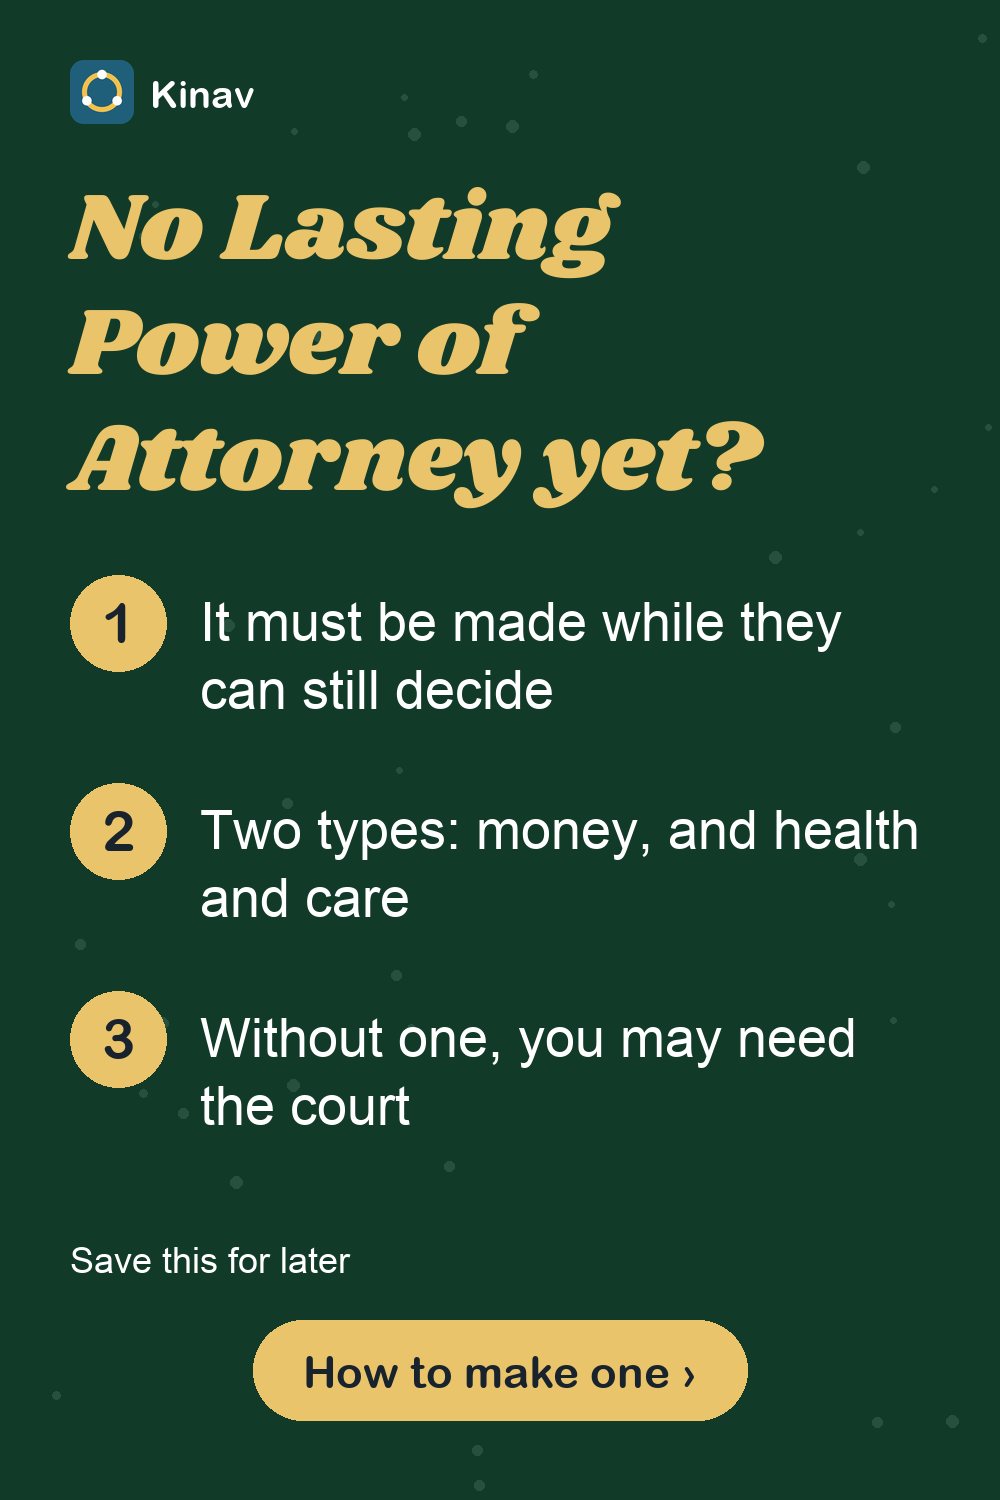 Kinav
No Lasting
Power of
Attorney yet?
1
It must be made while they
can still decide
2
Two types: money, and health
and care
3
Without one, you may need
the court
Save this for later
How to make one ›